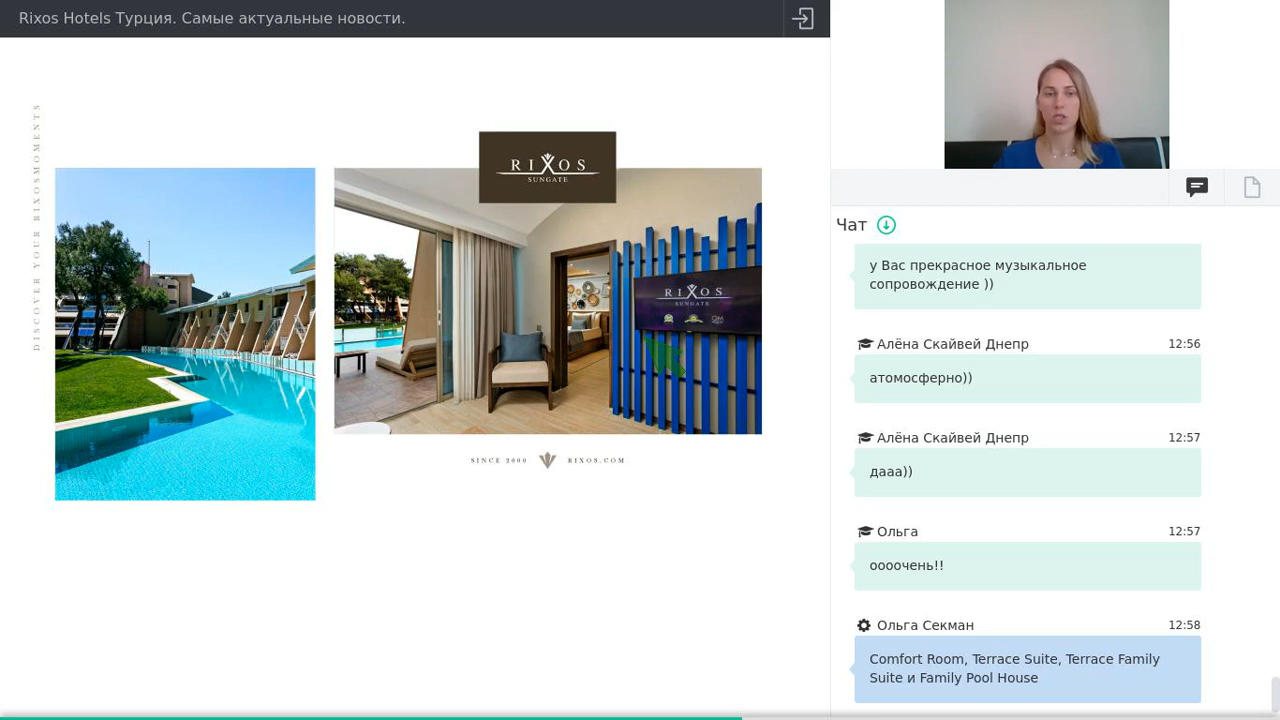 Rixos Hotels Турция. Самые актуальные новости.
DISCOVER YOUR RIXOSMOMENTS
RIXOS
SUNGATE
RIXOS
SUNGATE
SINCE 2000
RIXOS.COM
Чат
у Вас прекрасное музыкальное
сопровождение ))
Алёна Скайвей Днепр 12:56
атомосферно))
Алёна Скайвей Днепр 12:57
дааа))
Ольга 12:57
оооочень!!
Ольга Секман 12:58
Comfort Room, Terrace Suite, Terrace Family
Suite и Family Pool House